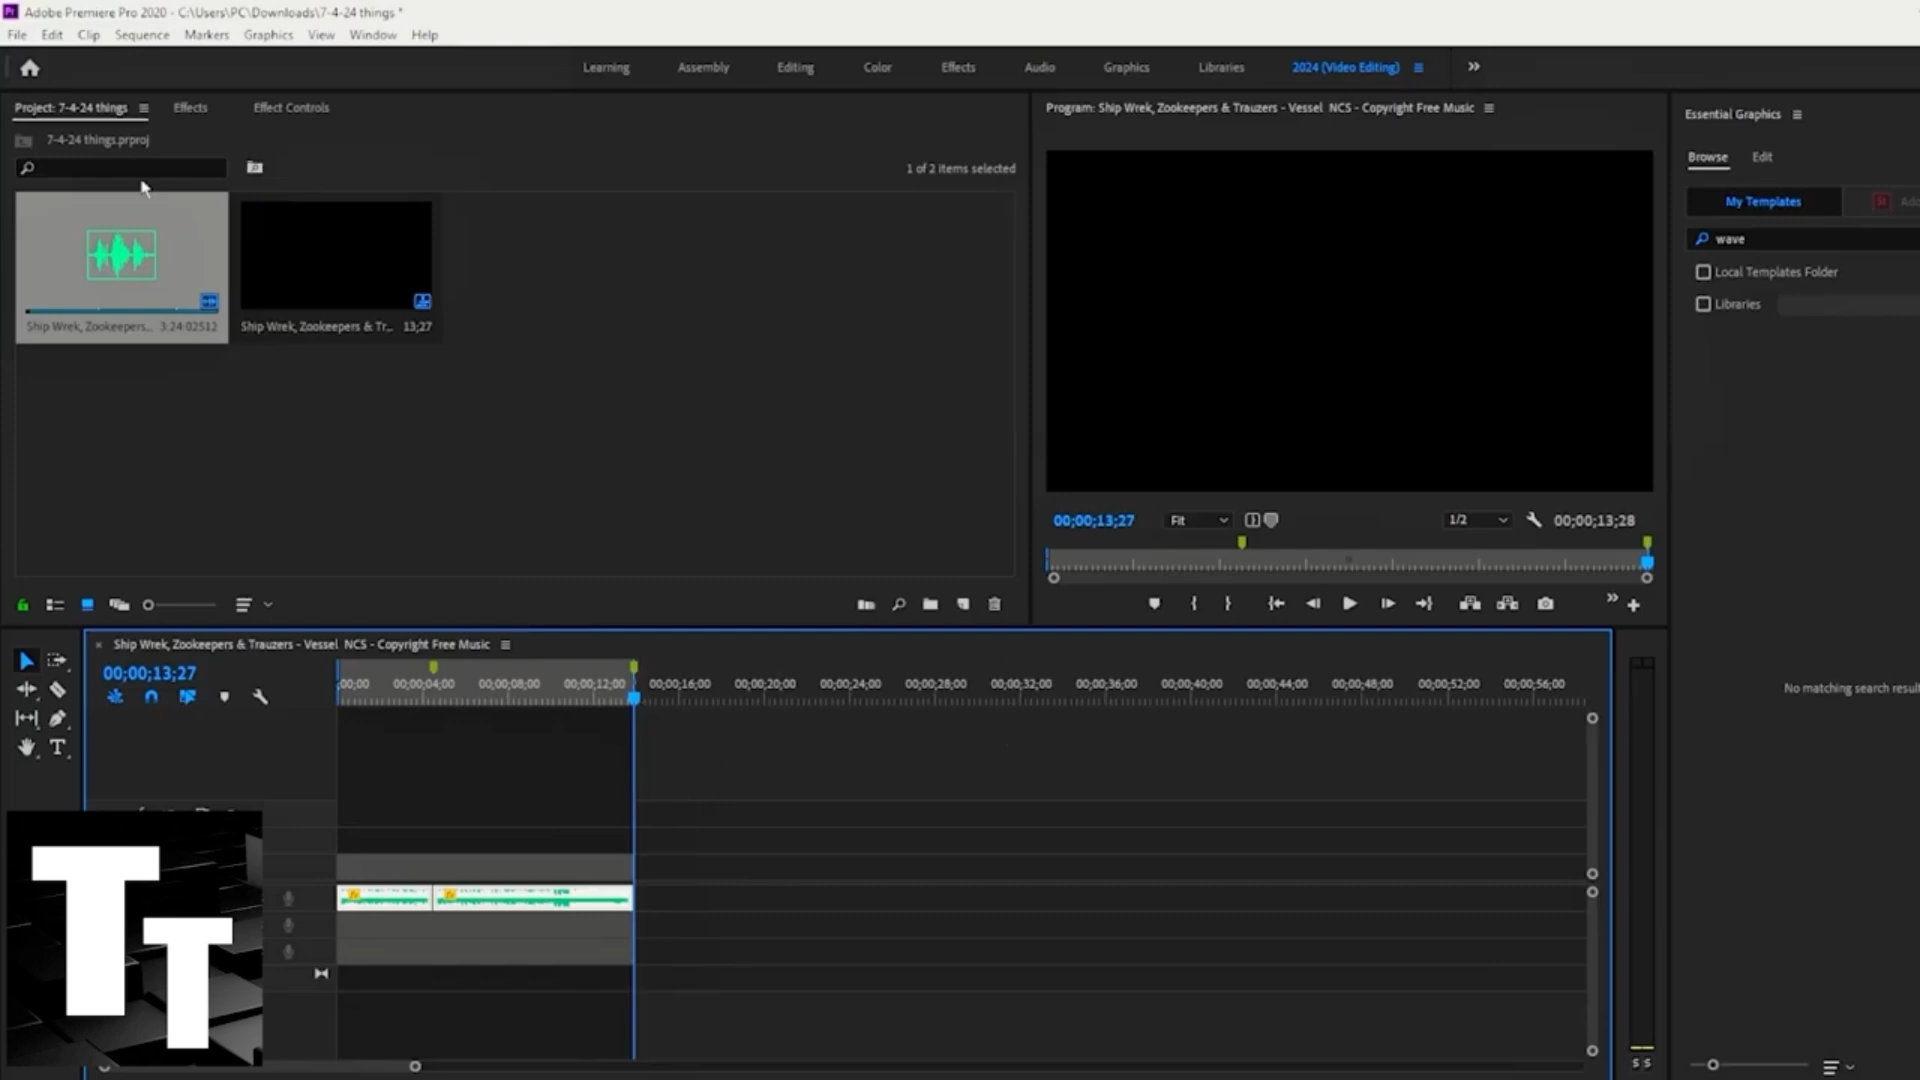 Adobe Premiere Pro 2020 - C:\Users\PC\Downloads\7-4-24 things *
File Edit Clip Sequence Markers Graphics View Window Help
Learning Assembly Editing Color Effects Audio Graphics Libraries 2024 (Video Editing)
Project: 7-4-24 things Effects Effect Controls
7-4-24 things.prproj
1 of 2 items selected
Ship Wrek, Zookeepers... 3:24:02512
Ship Wrek, Zookeepers & Tr... 13;27
Program: Ship Wrek, Zookeepers & Trauzers - Vessel NCS - Copyright Free Music
00;00;13;27 Fit 1/2 00;00;13;28
Essential Graphics
Browse Edit
My Templates
wave
Local Templates Folder
Libraries
No matching search
× Ship Wrek, Zookeepers & Trauzers - Vessel NCS - Copyright Free Music
00;00;13;27
;00;00 00;00;04;00 00;00;08;00 00;00;12;00 00;00;16;00 00;00;20;00 00;00;24;00 00;00;28;00 00;00;32;00 00;00;36;00 00;00;40;00 00;00;44;00 00;00;48;00 00;00;52;00 00;00;56;00
fx fx
T T
S S